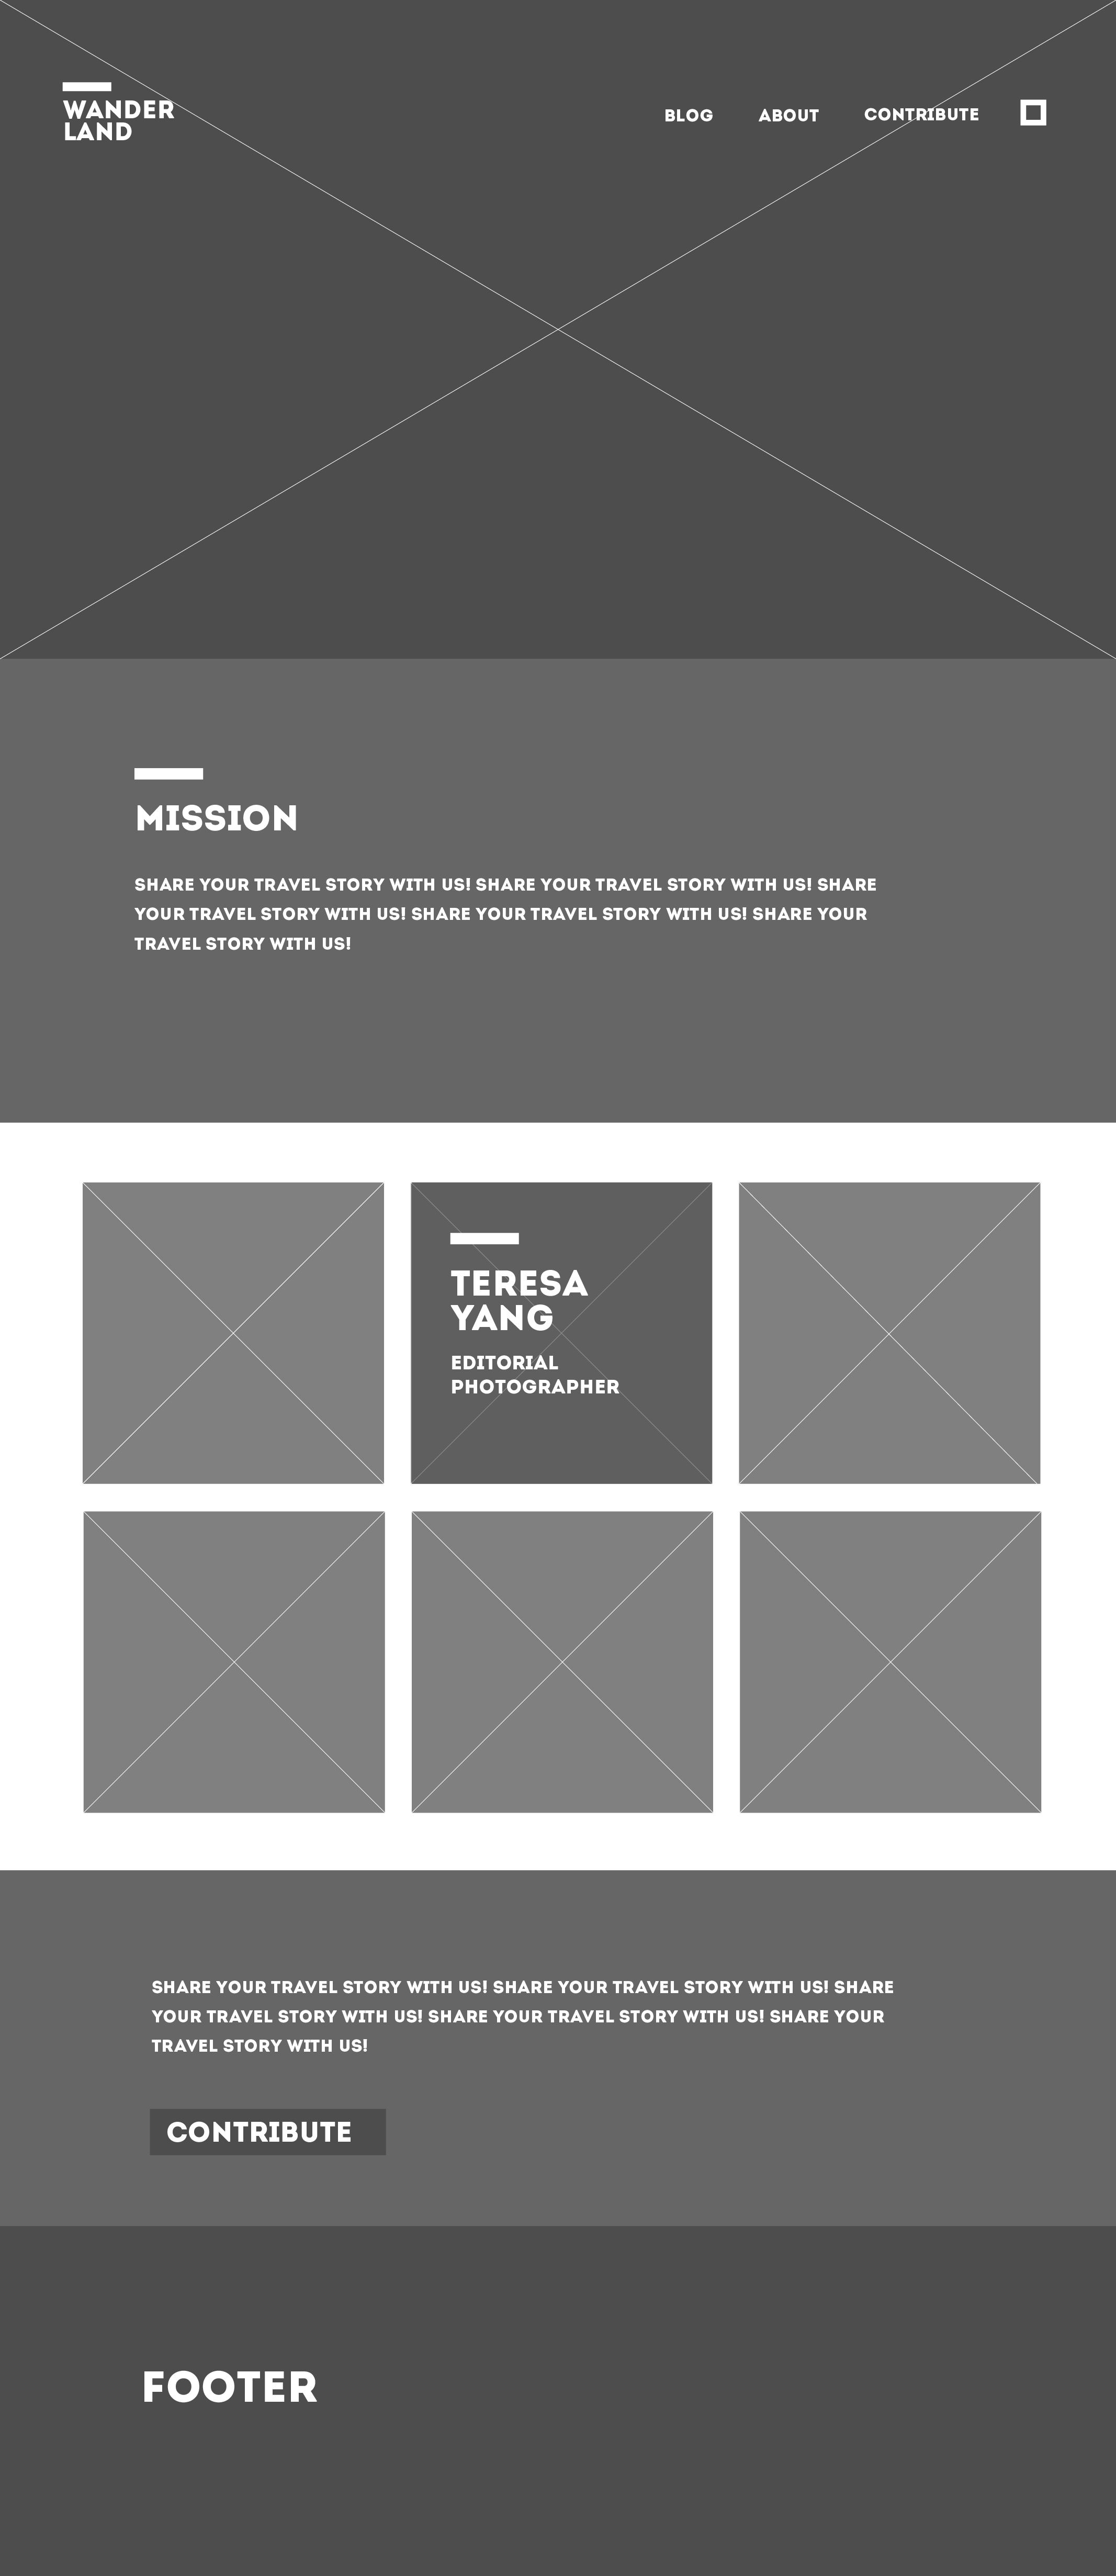 WANDER
LAND
BLOG ABOUT CONTRIBUTE
MISSION
SHARE YOUR TRAVEL STORY WITH US! SHARE YOUR TRAVEL STORY WITH US! SHARE
YOUR TRAVEL STORY WITH US! SHARE YOUR TRAVEL STORY WITH US! SHARE YOUR
TRAVEL STORY WITH US!
TERESA
YANG
EDITORIAL
PHOTOGRAPHER
SHARE YOUR TRAVEL STORY WITH US! SHARE YOUR TRAVEL STORY WITH US! SHARE
YOUR TRAVEL STORY WITH US! SHARE YOUR TRAVEL STORY WITH US! SHARE YOUR
TRAVEL STORY WITH US!
CONTRIBUTE
FOOTER